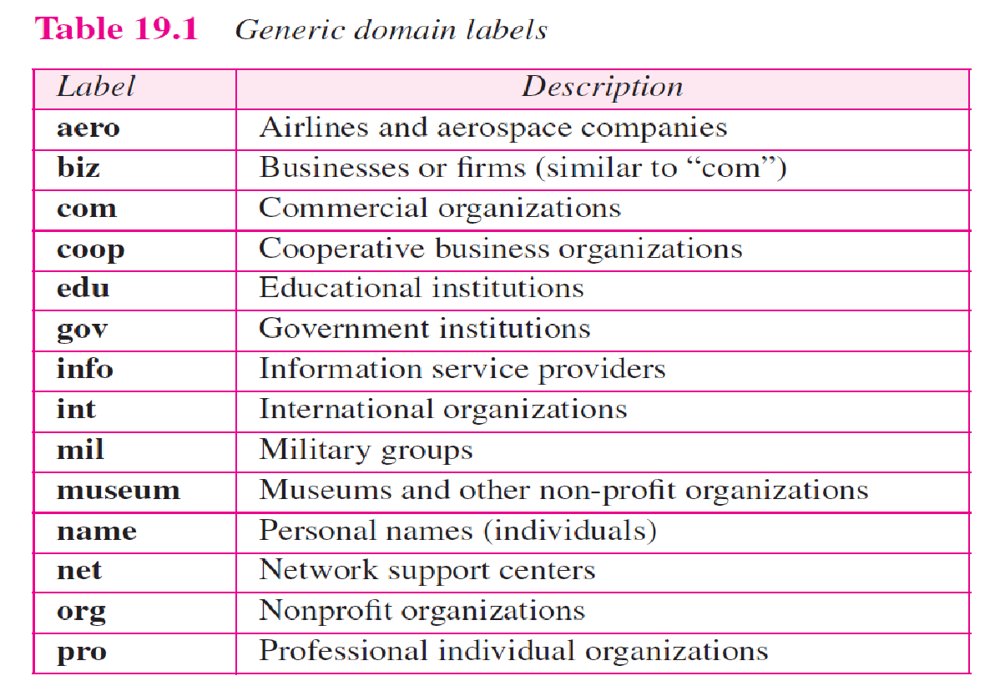 Table 19.1 Generic domain labels
Label Description
aero Airlines and aerospace companies
biz Businesses or firms (similar to “com”)
com Commercial organizations
coop Cooperative business organizations
edu Educational institutions
gov Government institutions
info Information service providers
int International organizations
mil Military groups
museum Museums and other non-profit organizations
name Personal names (individuals)
net Network support centers
org Nonprofit organizations
pro Professional individual organizations